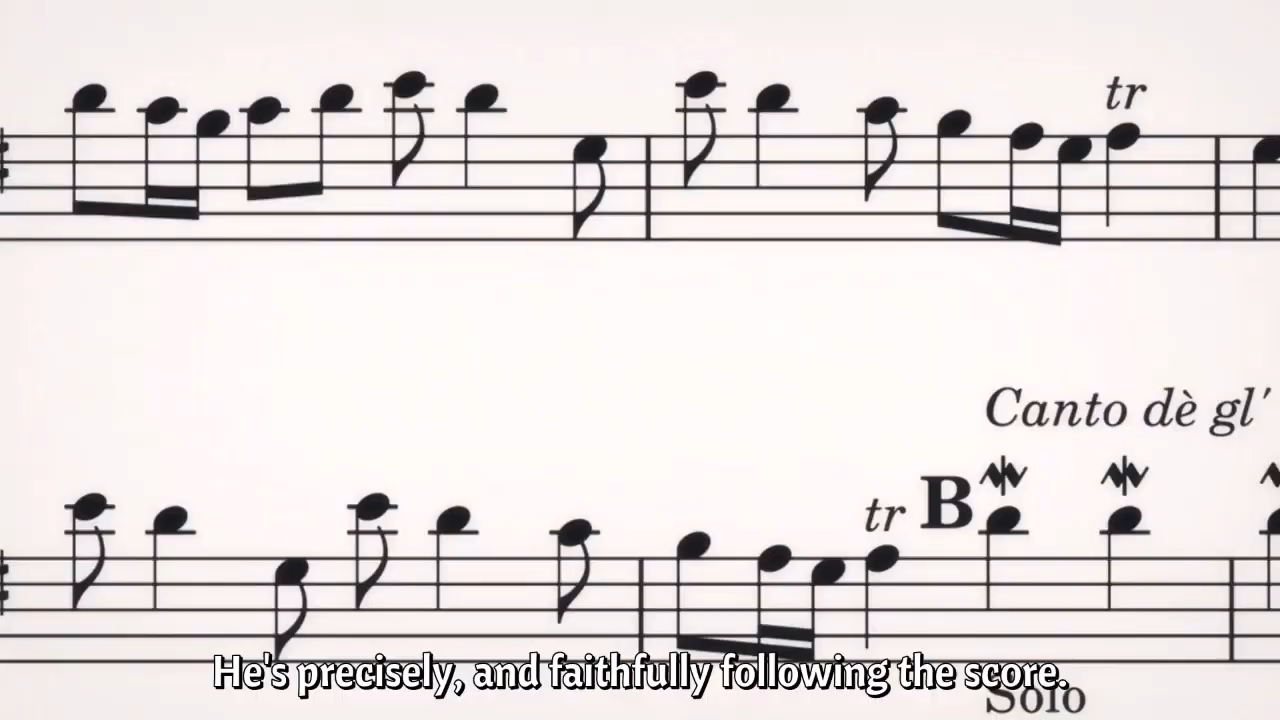 tr
Canto dè gl'
tr B
He's precisely, and faithfully following the score.
Solo